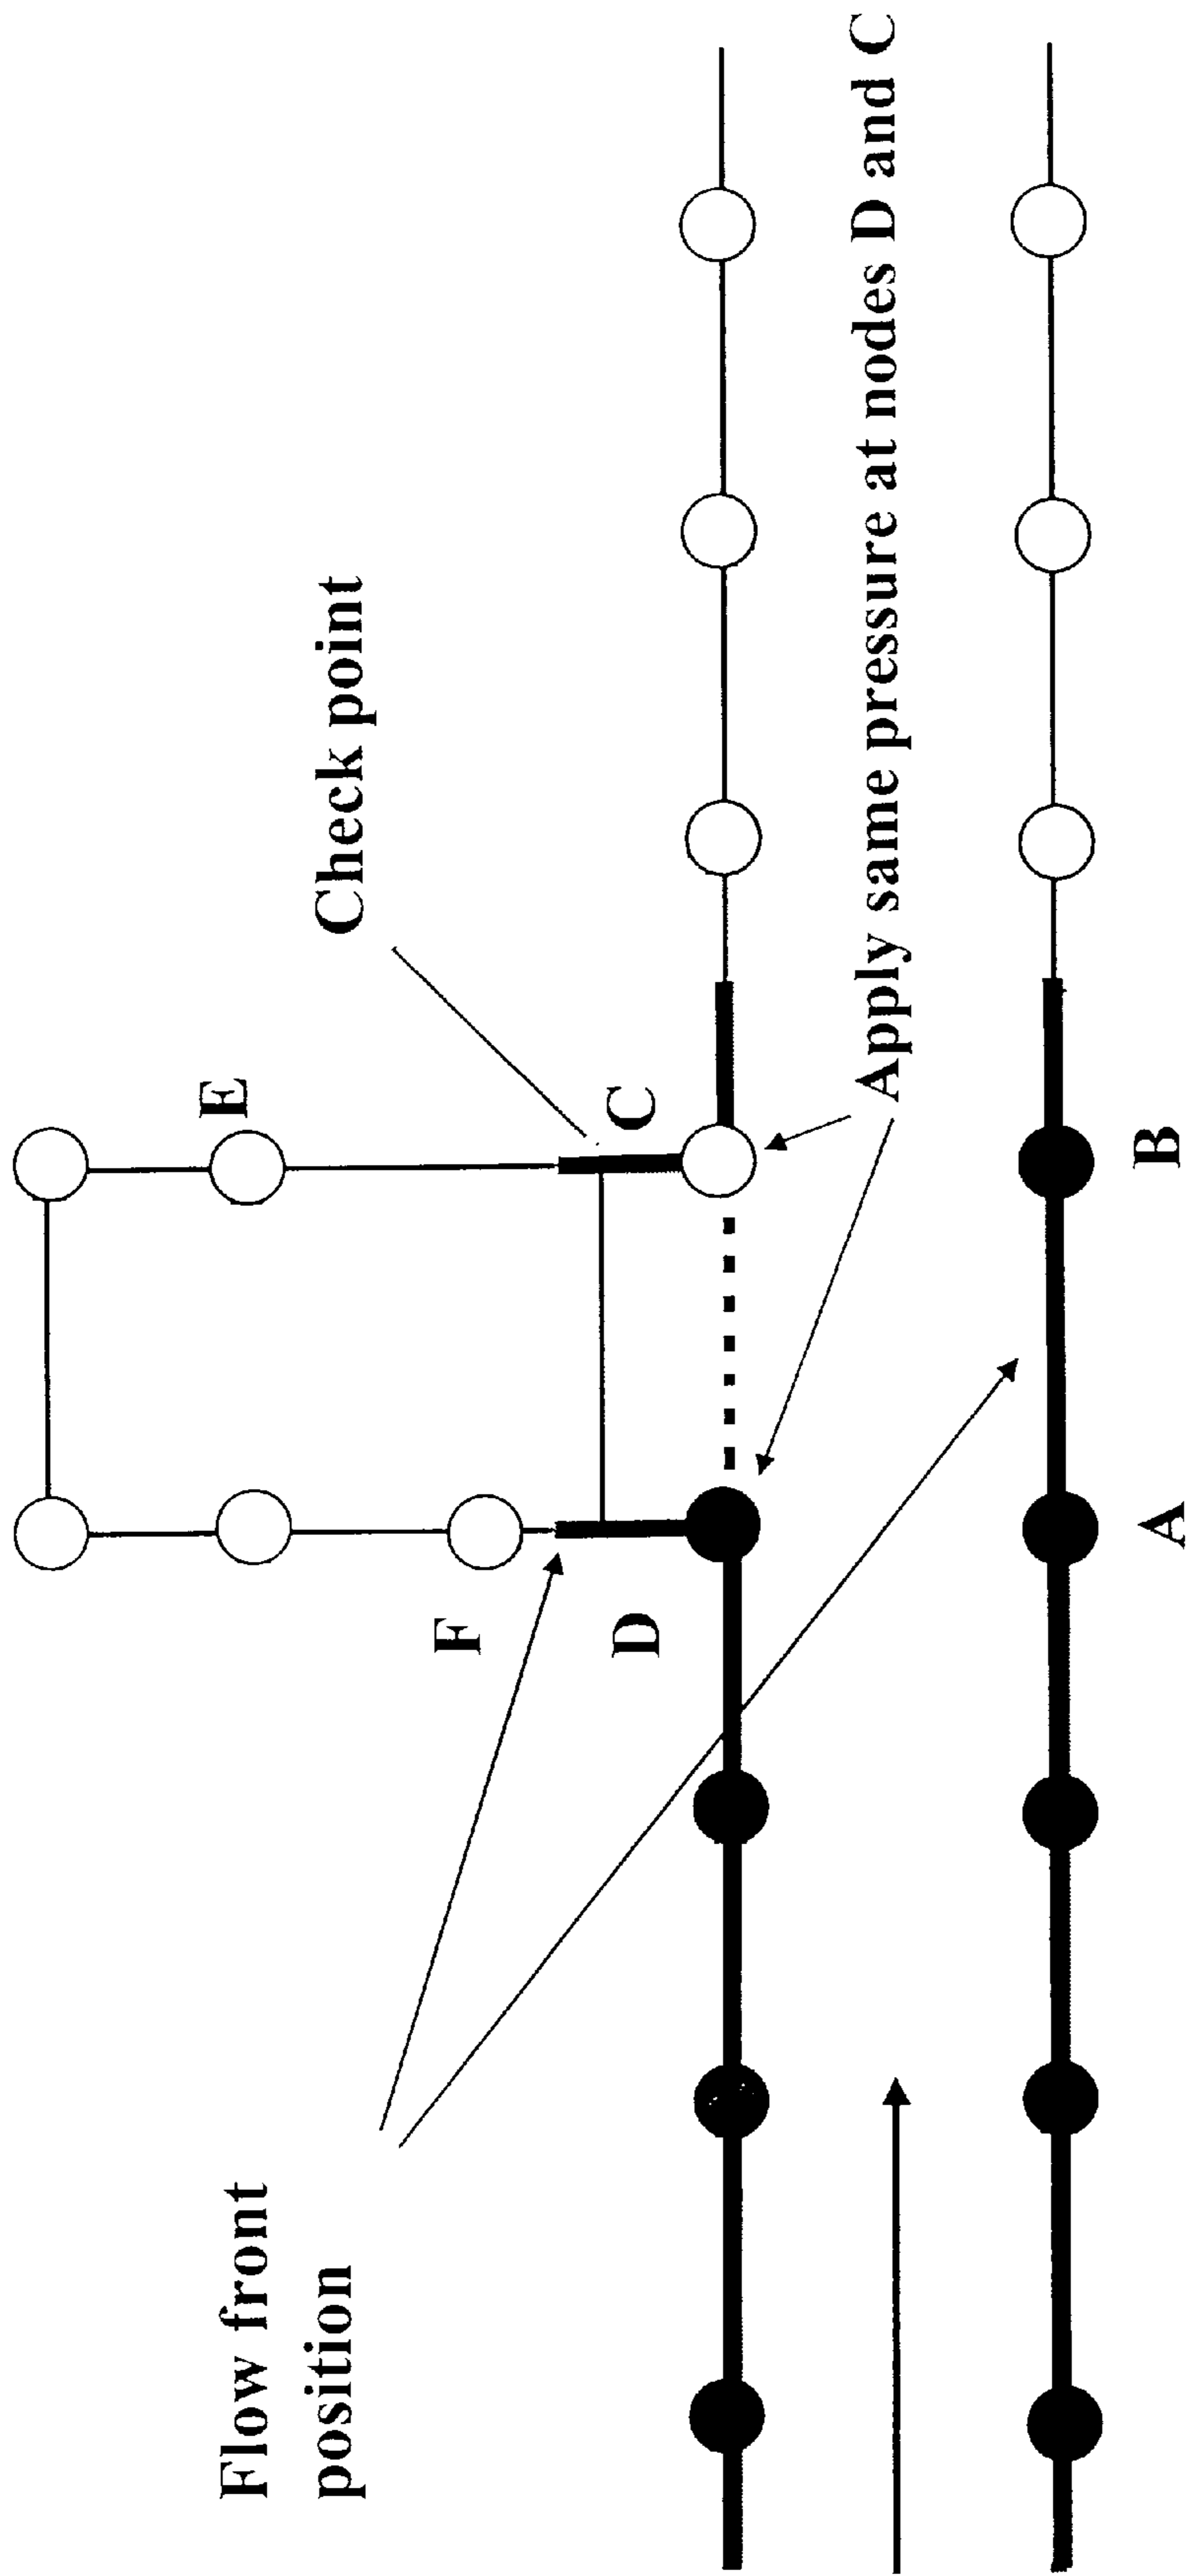 Flow front
position
Check point
E
C
F
D
Apply same pressure at nodes D and C
A
B